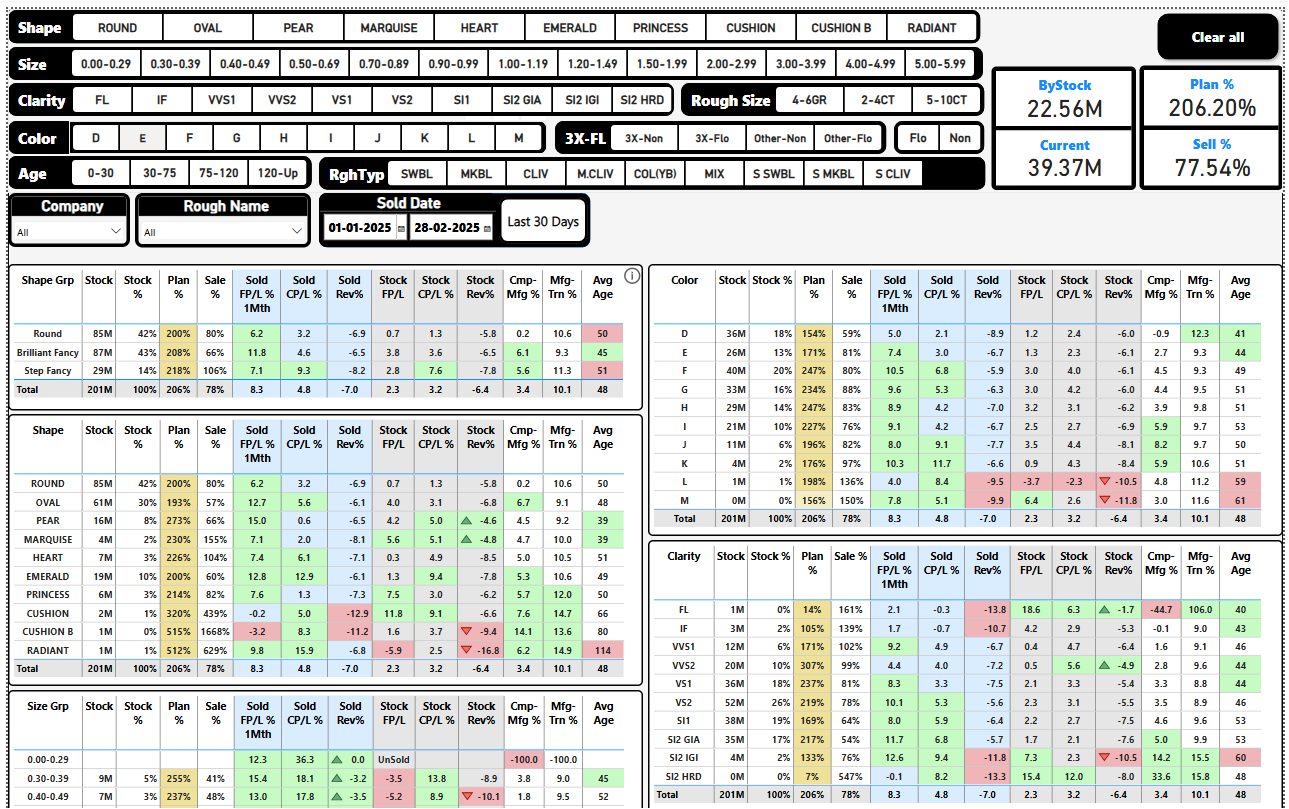 Shape ROUND OVAL PEAR MARQUISE HEART EMERALD PRINCESS CUSHION CUSHION B RADIANT
Clear all
Size 0.00-0.29 0.30-0.39 0.40-0.49 0.50-0.69 0.70-0.89 0.90-0.99 1.00-1.19 1.20-1.49 1.50-1.99 2.00-2.99 3.00-3.99 4.00-4.99 5.00-5.99
Clarity FL IF VVS1 VVS2 VS1 VS2 SI1 SI2 GIA SI2 IGI SI2 HRD Rough Size 4-6GR 2-4CT 5-10CT
Color D E F G H I J K L M 3X-FL 3X-Non 3X-Flo Other-Non Other-Flo Flo Non
Age 0-30 30-75 75-120 120-Up RghTyp SWBL MKBL CLIV M.CLIV COL(YB) MIX S SWBL S MKBL S CLIV
ByStock
22.56M
Current
39.37M
Plan %
206.20%
Sell %
77.54%
Company
All
Rough Name
All
Sold Date
01-01-2025 28-02-2025
Last 30 Days
Shape Grp Stock Stock % Plan % Sale % Sold FP/L % 1Mth Sold CP/L % Sold Rev% Stock FP/L Stock CP/L % Stock Rev% Cmp-Mfg % Mfg-Trn % Avg Age
Round 85M 42% 200% 80% 6.2 3.2 -6.9 0.7 1.3 -5.8 0.2 10.6 50
Brilliant Fancy 87M 43% 208% 66% 11.8 4.6 -6.5 3.8 3.6 -6.5 6.1 9.3 45
Step Fancy 29M 14% 218% 106% 7.1 9.3 -8.2 2.8 7.6 -7.8 5.6 11.3 51
Total 201M 100% 206% 78% 8.3 4.8 -7.0 2.3 3.2 -6.4 3.4 10.1 48
Shape Stock Stock % Plan % Sale % Sold FP/L % 1Mth Sold CP/L % Sold Rev% Stock FP/L Stock CP/L % Stock Rev% Cmp-Mfg % Mfg-Trn % Avg Age
ROUND 85M 42% 200% 80% 6.2 3.2 -6.9 0.7 1.3 -5.8 0.2 10.6 50
OVAL 61M 30% 193% 57% 12.7 5.6 -6.1 4.0 3.1 -6.8 6.7 9.1 48
PEAR 16M 8% 273% 66% 15.0 0.6 -6.5 4.2 5.0 -4.6 4.5 9.2 39
MARQUISE 4M 2% 230% 155% 7.1 2.0 -8.1 5.6 5.1 -4.8 4.7 10.0 39
HEART 7M 3% 226% 104% 7.4 6.1 -7.1 0.3 4.9 -8.5 5.0 10.5 51
EMERALD 19M 10% 200% 60% 12.8 12.9 -6.1 1.3 9.4 -7.8 5.3 10.6 49
PRINCESS 6M 3% 214% 82% 7.6 1.3 -7.3 7.5 3.0 -6.2 5.7 12.0 50
CUSHION 2M 1% 320% 439% -0.2 5.0 -12.9 11.8 9.1 -6.6 7.6 14.7 66
CUSHION B 1M 0% 515% 1668% -3.2 8.3 -11.2 1.6 3.7 -9.4 14.1 13.6 80
RADIANT 1M 1% 512% 629% 9.8 15.9 -6.8 -5.9 2.5 -16.8 6.2 14.9 114
Total 201M 100% 206% 78% 8.3 4.8 -7.0 2.3 3.2 -6.4 3.4 10.1 48
Size Grp Stock Stock % Plan % Sale % Sold FP/L % 1Mth Sold CP/L % Sold Rev% Stock FP/L Stock CP/L % Stock Rev% Cmp-Mfg % Mfg-Trn % Avg Age
0.00-0.29 12.3 36.3 0.0 UnSold -100.0 -100.0
0.30-0.39 9M 5% 255% 41% 15.4 18.1 -3.2 -3.5 13.8 -8.9 3.8 9.0 45
0.40-0.49 7M 3% 237% 48% 13.0 17.8 -3.5 -5.2 8.9 -10.1 1.8 9.5 52
Color Stock Stock % Plan % Sale % Sold FP/L % 1Mth Sold CP/L % Sold Rev% Stock FP/L Stock CP/L % Stock Rev% Cmp-Mfg % Mfg-Trn % Avg Age
D 36M 18% 154% 59% 5.0 2.1 -8.9 1.2 2.4 -6.0 -0.9 12.3 41
E 26M 13% 171% 81% 7.4 3.0 -6.7 1.3 2.3 -6.1 2.7 9.3 44
F 40M 20% 247% 80% 10.5 6.8 -5.9 3.0 4.0 -6.1 4.5 9.3 49
G 33M 16% 234% 88% 9.6 5.3 -6.3 3.0 4.2 -6.0 4.4 9.5 51
H 29M 14% 247% 83% 8.9 4.2 -7.0 3.2 3.1 -6.2 3.9 9.8 51
I 21M 10% 227% 76% 9.1 4.2 -6.7 2.5 2.7 -6.9 5.9 9.7 53
J 11M 6% 196% 82% 8.0 9.1 -7.7 3.5 4.4 -8.1 8.2 9.7 50
K 4M 2% 176% 97% 10.3 11.7 -6.6 0.9 4.3 -8.4 5.9 10.6 51
L 1M 1% 198% 136% 4.0 8.4 -9.5 -3.7 -2.3 -10.5 4.8 11.2 59
M 0M 0% 156% 150% 7.8 5.1 -9.9 6.4 2.6 -11.8 3.0 11.6 61
Total 201M 100% 206% 78% 8.3 4.8 -7.0 2.3 3.2 -6.4 3.4 10.1 48
Clarity Stock Stock % Plan % Sale % Sold FP/L % 1Mth Sold CP/L % Sold Rev% Stock FP/L Stock CP/L % Stock Rev% Cmp-Mfg % Mfg-Trn % Avg Age
FL 1M 0% 14% 161% 2.1 -0.3 -13.8 18.6 6.3 -1.7 -44.7 106.0 40
IF 3M 2% 105% 139% 1.7 -0.7 -10.7 4.2 2.9 -5.3 -0.1 9.0 43
VVS1 12M 6% 171% 102% 9.2 4.9 -6.7 0.4 4.7 -6.4 1.6 9.1 46
VVS2 20M 10% 307% 99% 4.4 4.0 -7.2 0.5 5.6 -4.9 2.8 9.6 44
VS1 36M 18% 237% 81% 8.3 3.3 -7.5 2.1 3.3 -5.4 3.3 8.8 44
VS2 52M 26% 219% 78% 10.1 5.3 -5.6 2.3 3.1 -5.5 3.5 8.9 46
SI1 38M 19% 169% 64% 8.0 5.9 -6.4 2.2 2.7 -7.5 4.6 9.6 53
SI2 GIA 35M 17% 217% 54% 11.7 6.8 -5.7 1.7 2.1 -7.6 5.0 9.9 53
SI2 IGI 4M 2% 133% 76% 12.6 9.4 -11.8 7.3 2.3 -10.5 14.2 15.5 60
SI2 HRD 0M 0% 7% 547% -0.1 8.2 -13.3 15.4 12.0 -8.0 33.6 15.8 48
Total 201M 100% 206% 78% 8.3 4.8 -7.0 2.3 3.2 -6.4 3.4 10.1 48